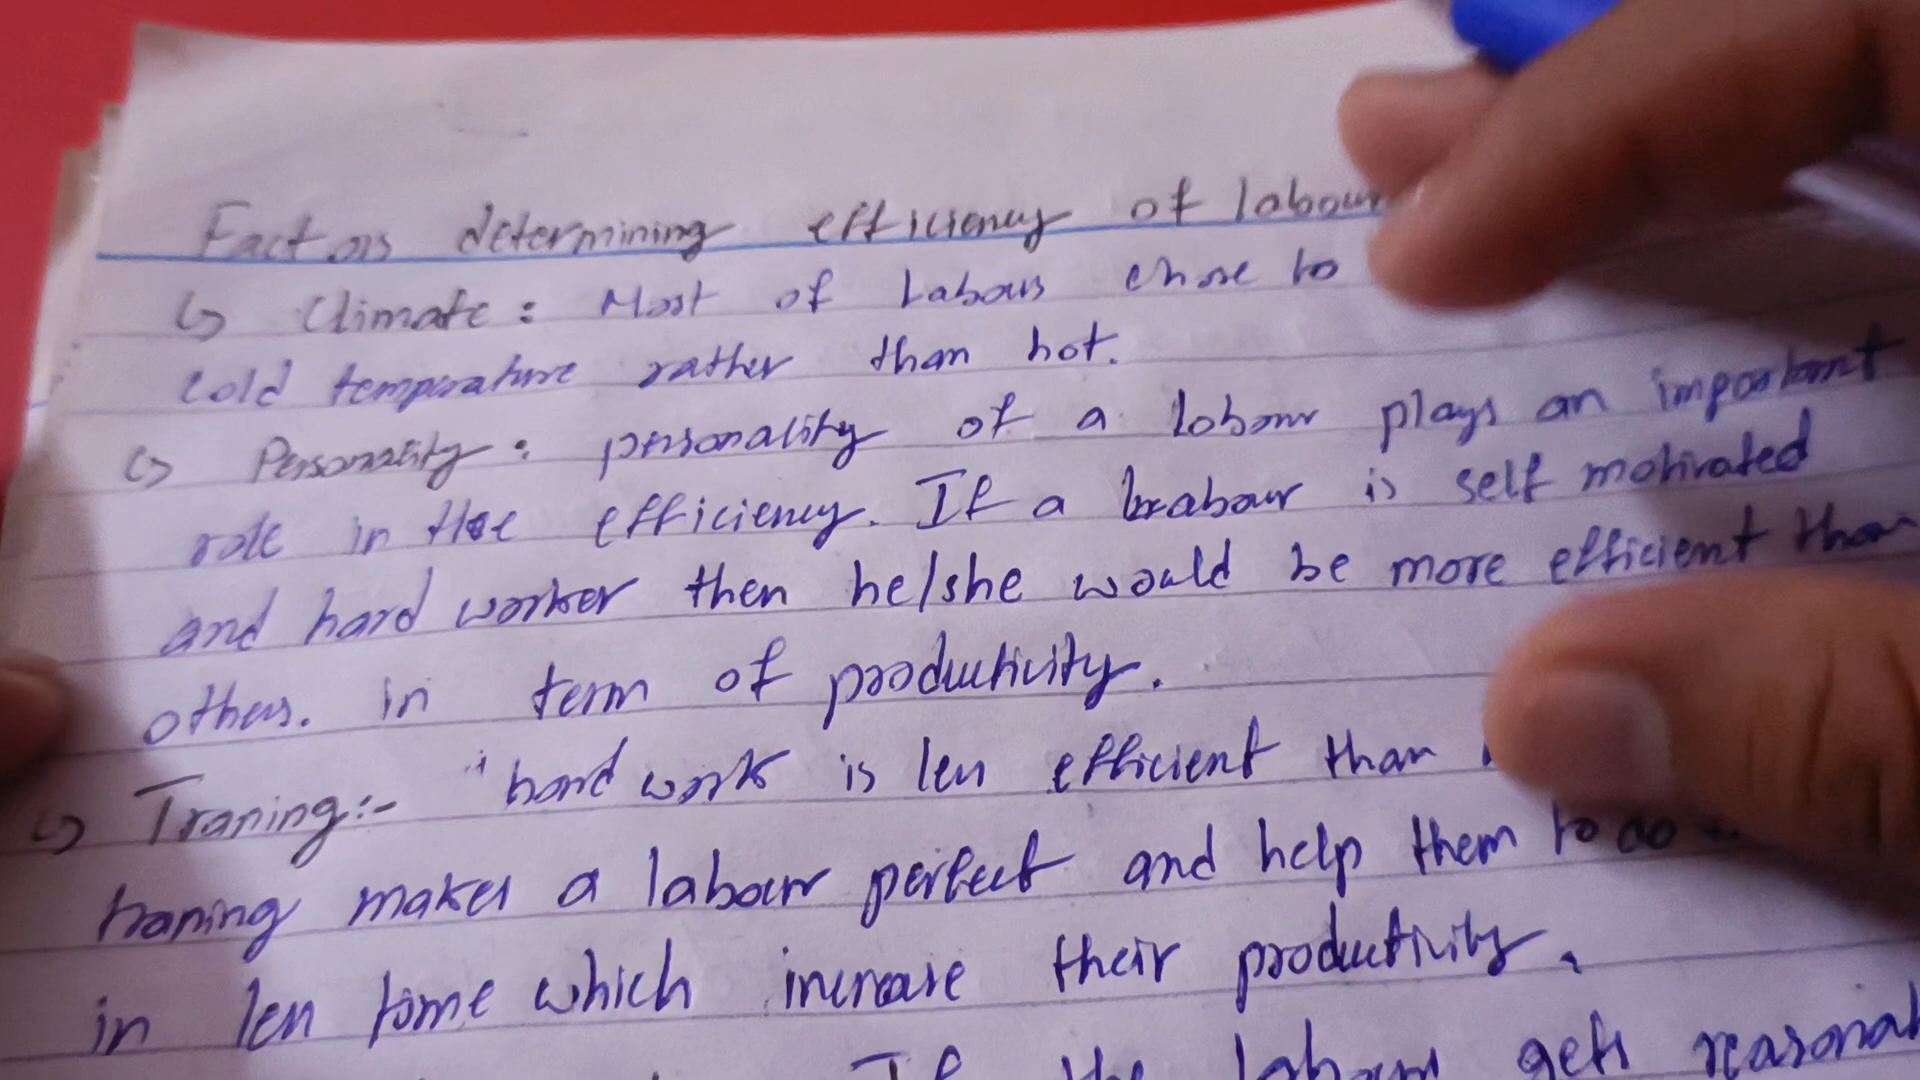 Factors determining efficiency of labour
↳ Climate : Most of Labours chose to
cold temperature rather than hot.
↳ Personality : personality of a labour plays an important
role in the efficiency. If a labour is self motivated
and hard worker then he/she would be more efficient than
others. in term of productivity.
↳ Traning :- " hard work is less efficient than
traning makes a labour perfect and help them to do
in less time which increase their productivity.
If the labour gets